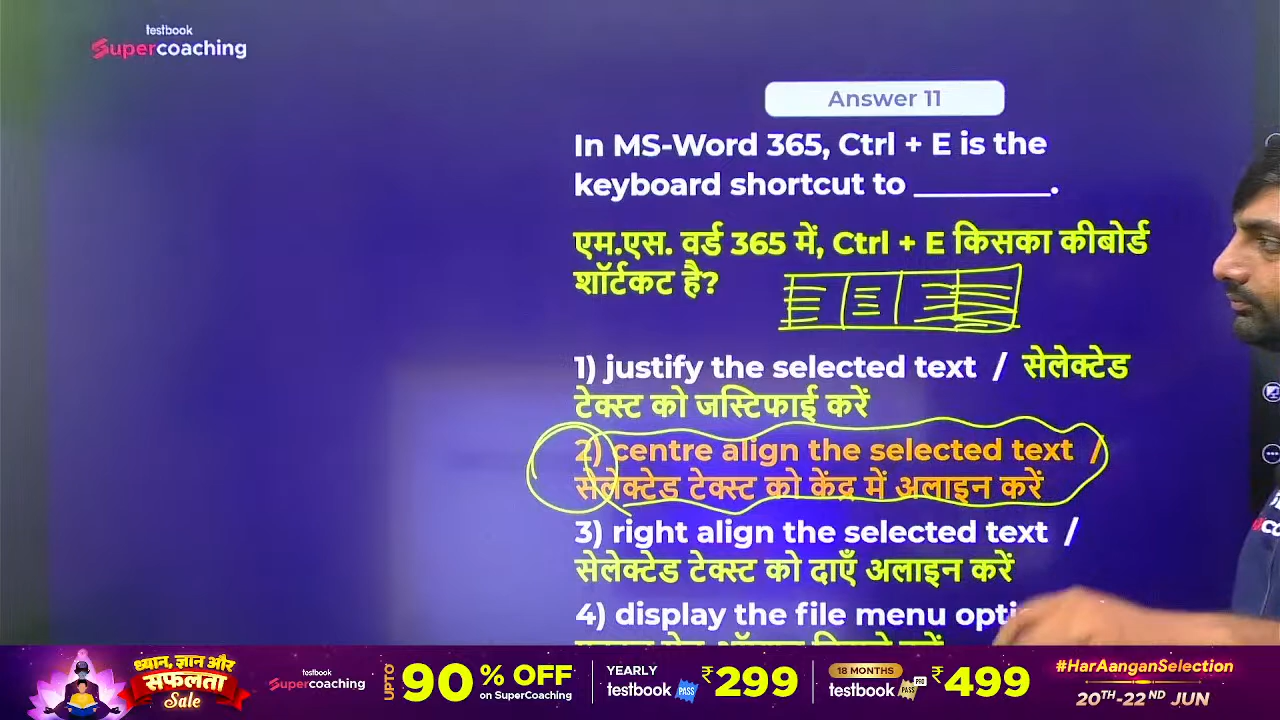 testbook
Supercoaching
Answer 11
In MS-Word 365, Ctrl + E is the
keyboard shortcut to ________.
एम.एस. वर्ड 365 में, Ctrl + E किसका कीबोर्ड
शॉर्टकट है?
1) justify the selected text / सेलेक्टेड
टेक्स्ट को जस्टिफाई करें
2) centre align the selected text /
सेलेक्टेड टेक्स्ट को केंद्र में अलाइन करें
3) right align the selected text /
सेलेक्टेड टेक्स्ट को दाएँ अलाइन करें
4) display the file menu
ध्यान, ज्ञान और
सफलता
Sale
testbook
Supercoaching
UPTO 90% OFF
on SuperCoaching
YEARLY
testbook PASS
₹299
18 MONTHS
testbook PASS PRO
₹499
#HarAanganSelection
20TH-22ND JUN